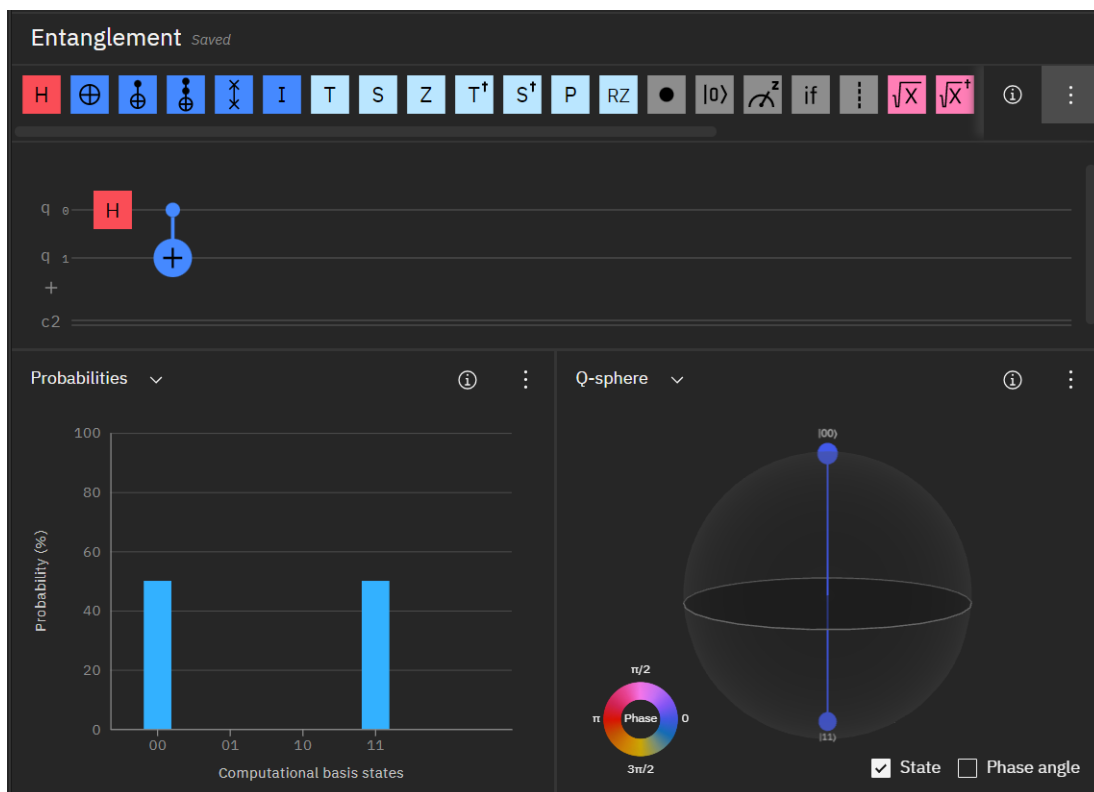 Entanglement Saved
H T S Z T† S† P RZ |0⟩ z if √X √X†
I
q 0 H
q 1
+
c2
Probabilities
Q-sphere
100
80
60
40
20
0
Probability (%)
00 01 10 11
Computational basis states
|00⟩
|11⟩
π/2
π Phase 0
3π/2
State Phase angle